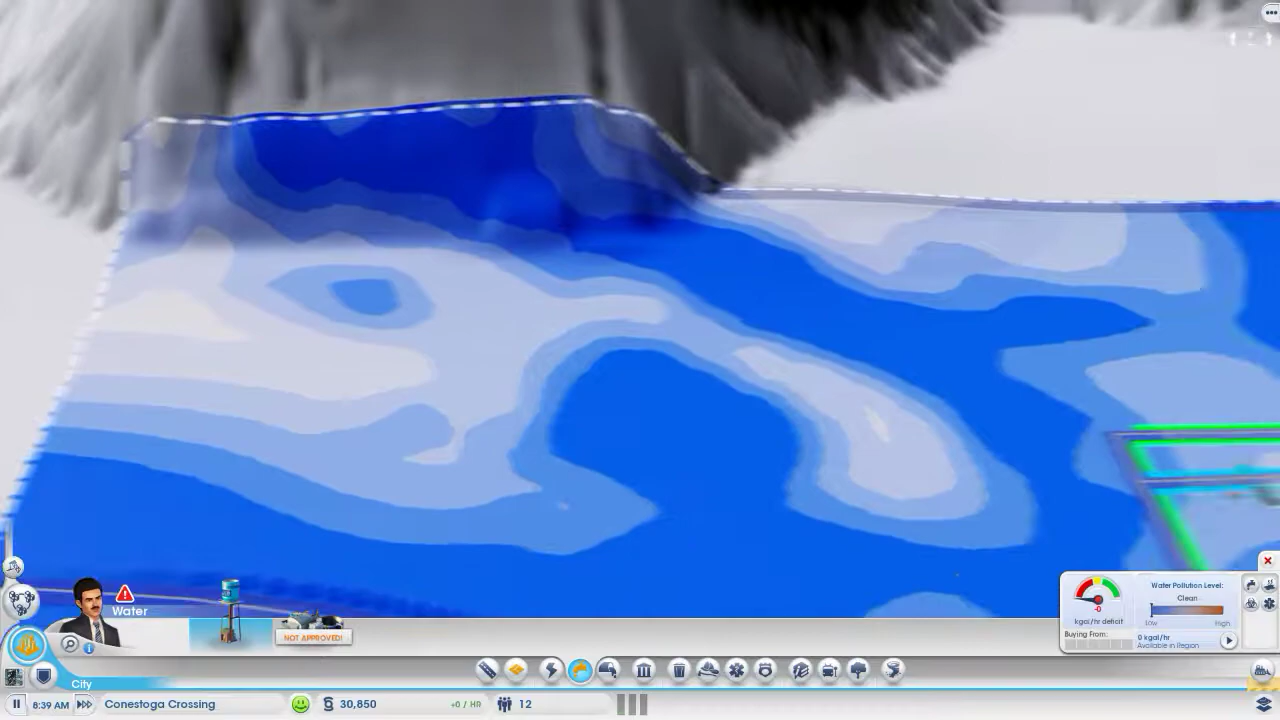 Water
NOT APPROVED!
Water Pollution Level:
Clean
Low High
-0
kgal/hr deficit
Buying From:
0 kgal/hr
Available in Region
City
8:39 AM
Conestoga Crossing
30,850
+0 / HR
12